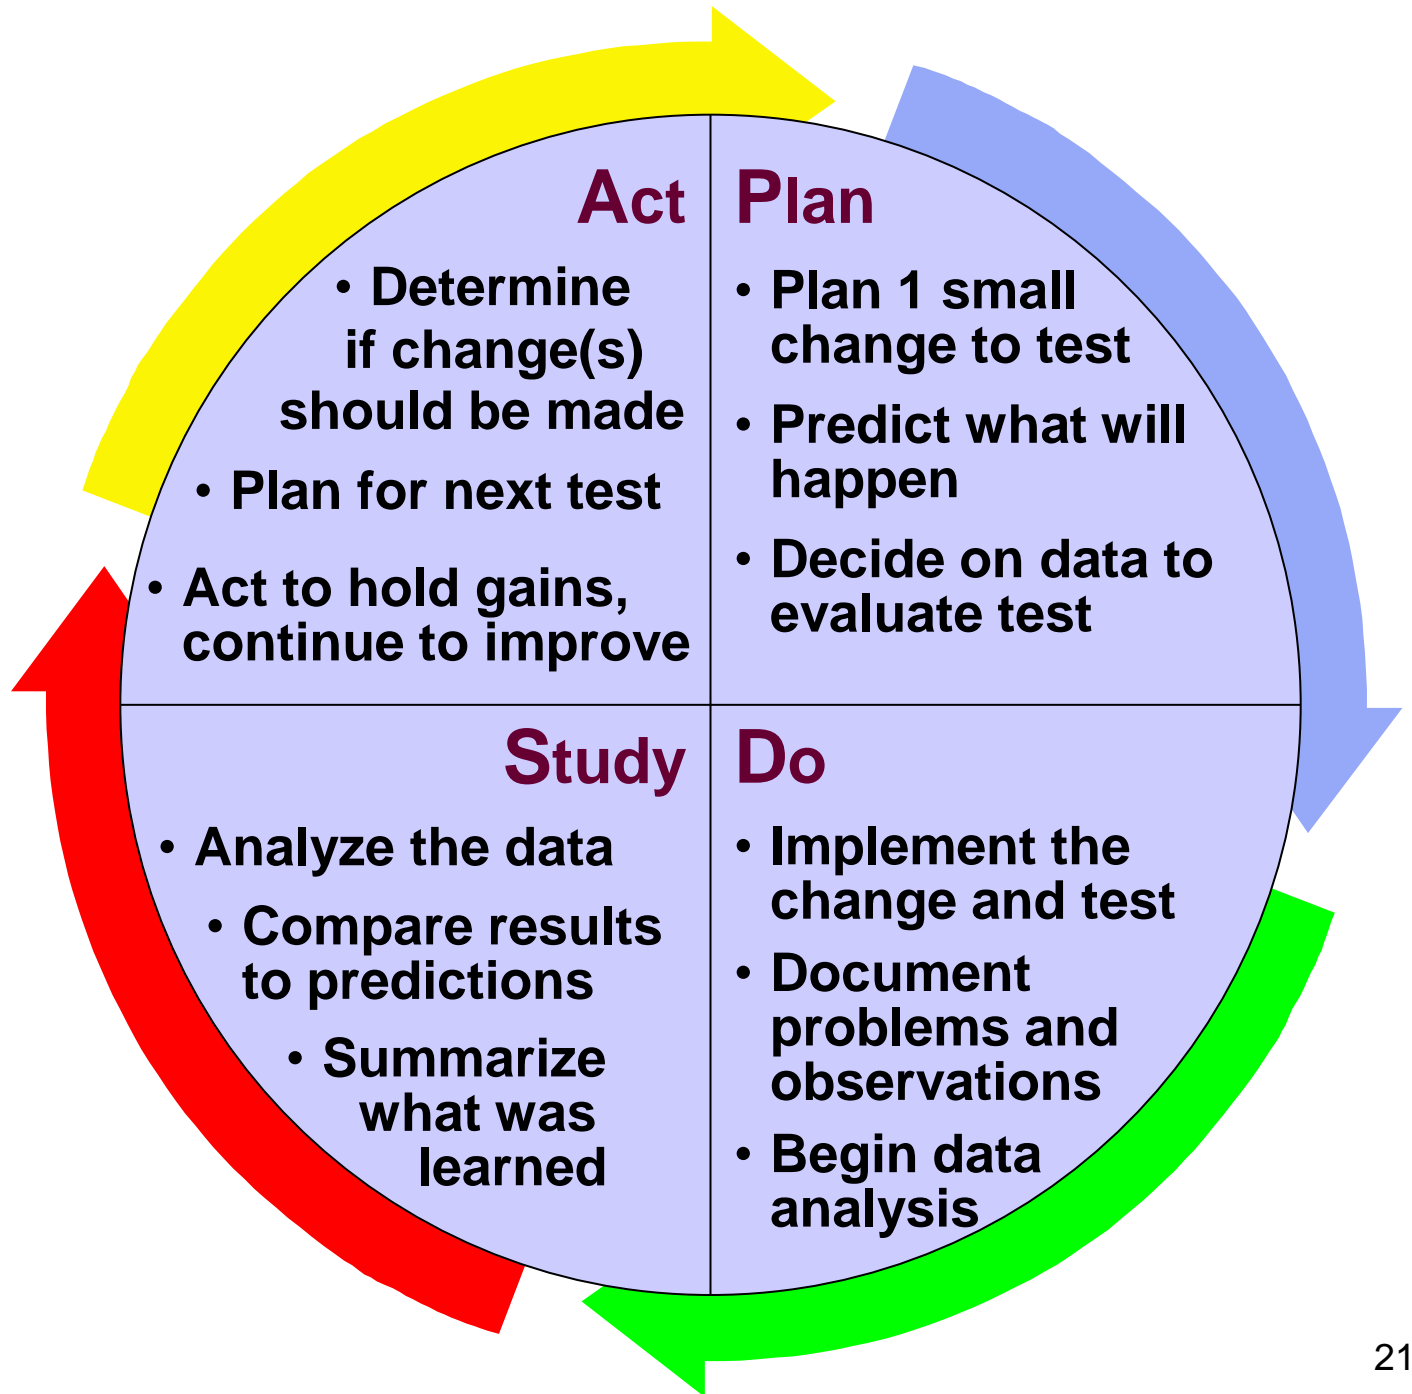 Act
• Determine
if change(s)
should be made
• Plan for next test
• Act to hold gains,
continue to improve
Plan
• Plan 1 small
change to test
• Predict what will
happen
• Decide on data to
evaluate test
Study
• Analyze the data
• Compare results
to predictions
• Summarize
what was
learned
Do
• Implement the
change and test
• Document
problems and
observations
• Begin data
analysis
21